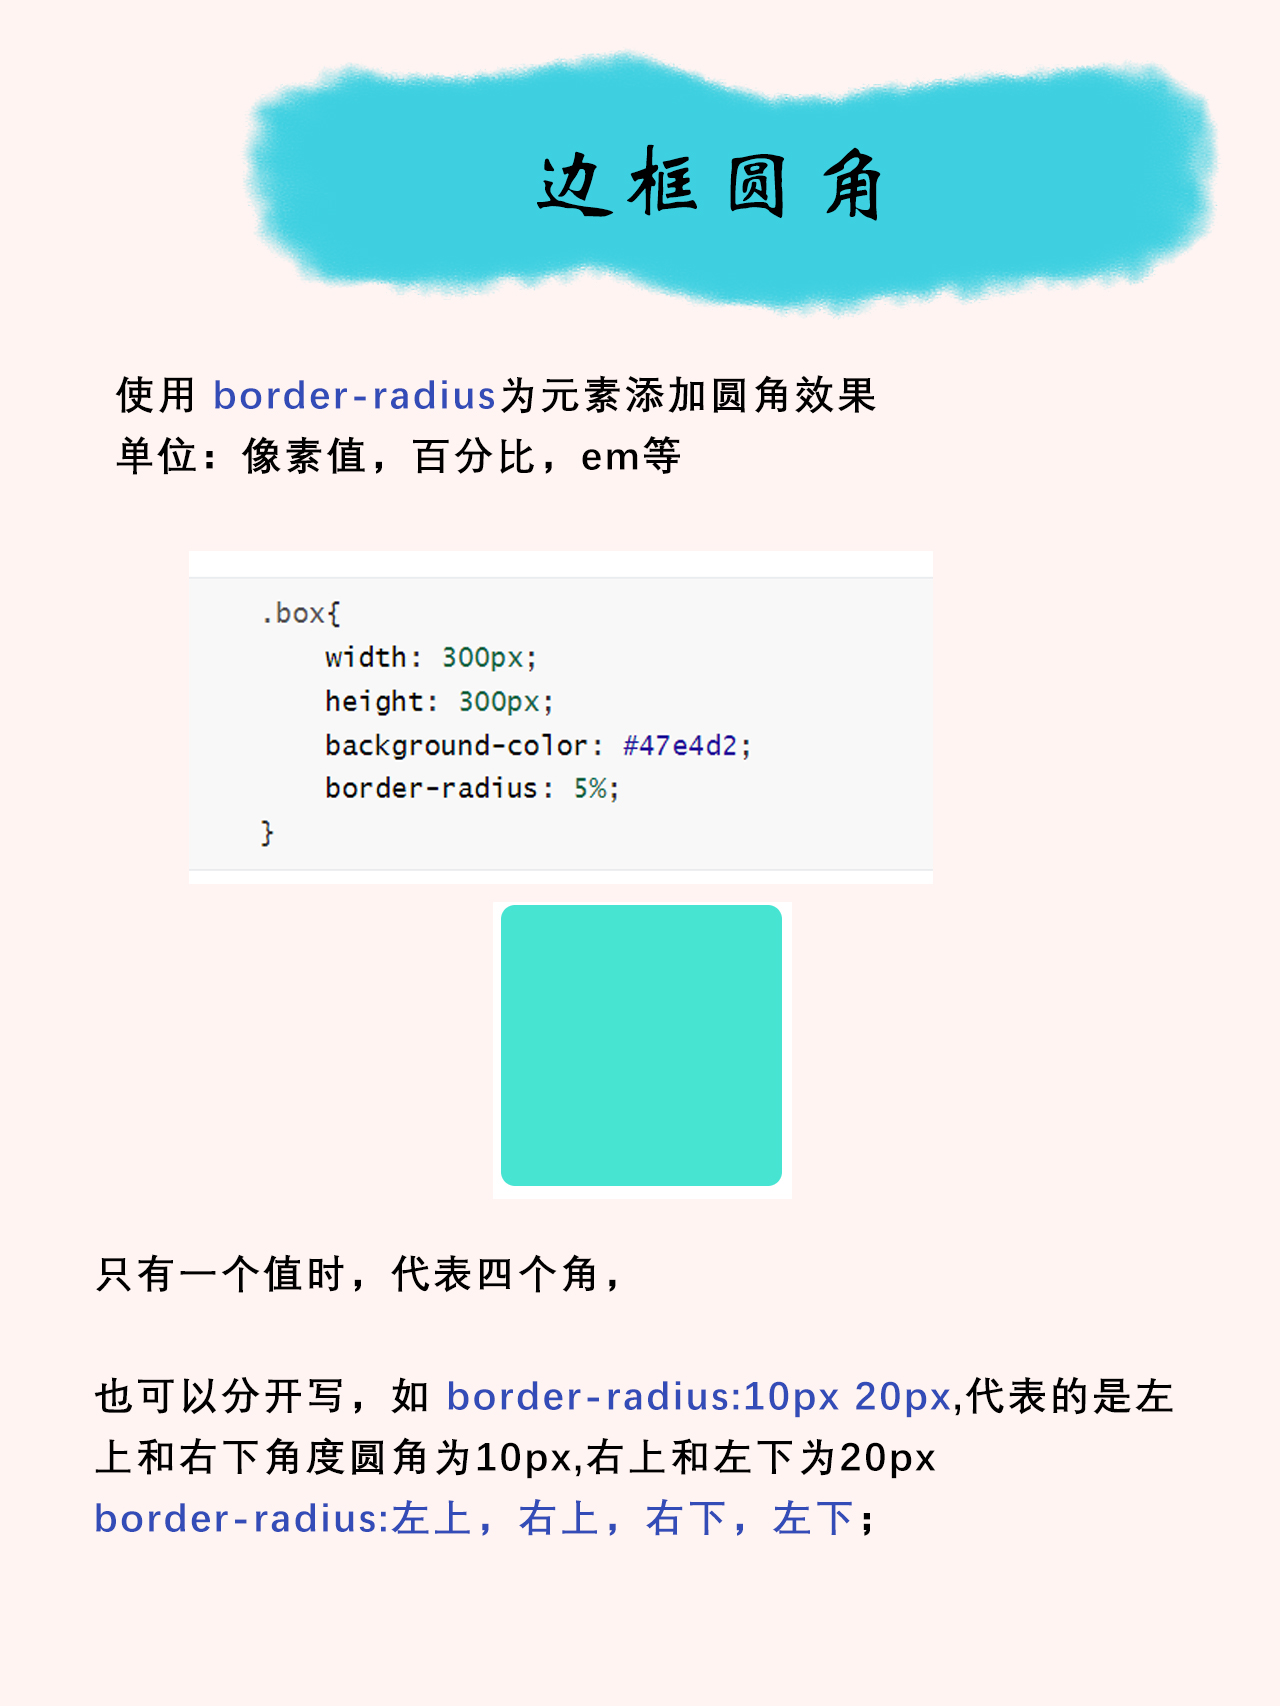 边框圆角
使用 border-radius为元素添加圆角效果
单位：像素值，百分比，em等
.box{
width: 300px;
height: 300px;
background-color: #47e4d2;
border-radius: 5%;
}
只有一个值时，代表四个角，
也可以分开写，如 border-radius:10px 20px,代表的是左
上和右下角度圆角为10px,右上和左下为20px
border-radius:左上，右上，右下，左下；